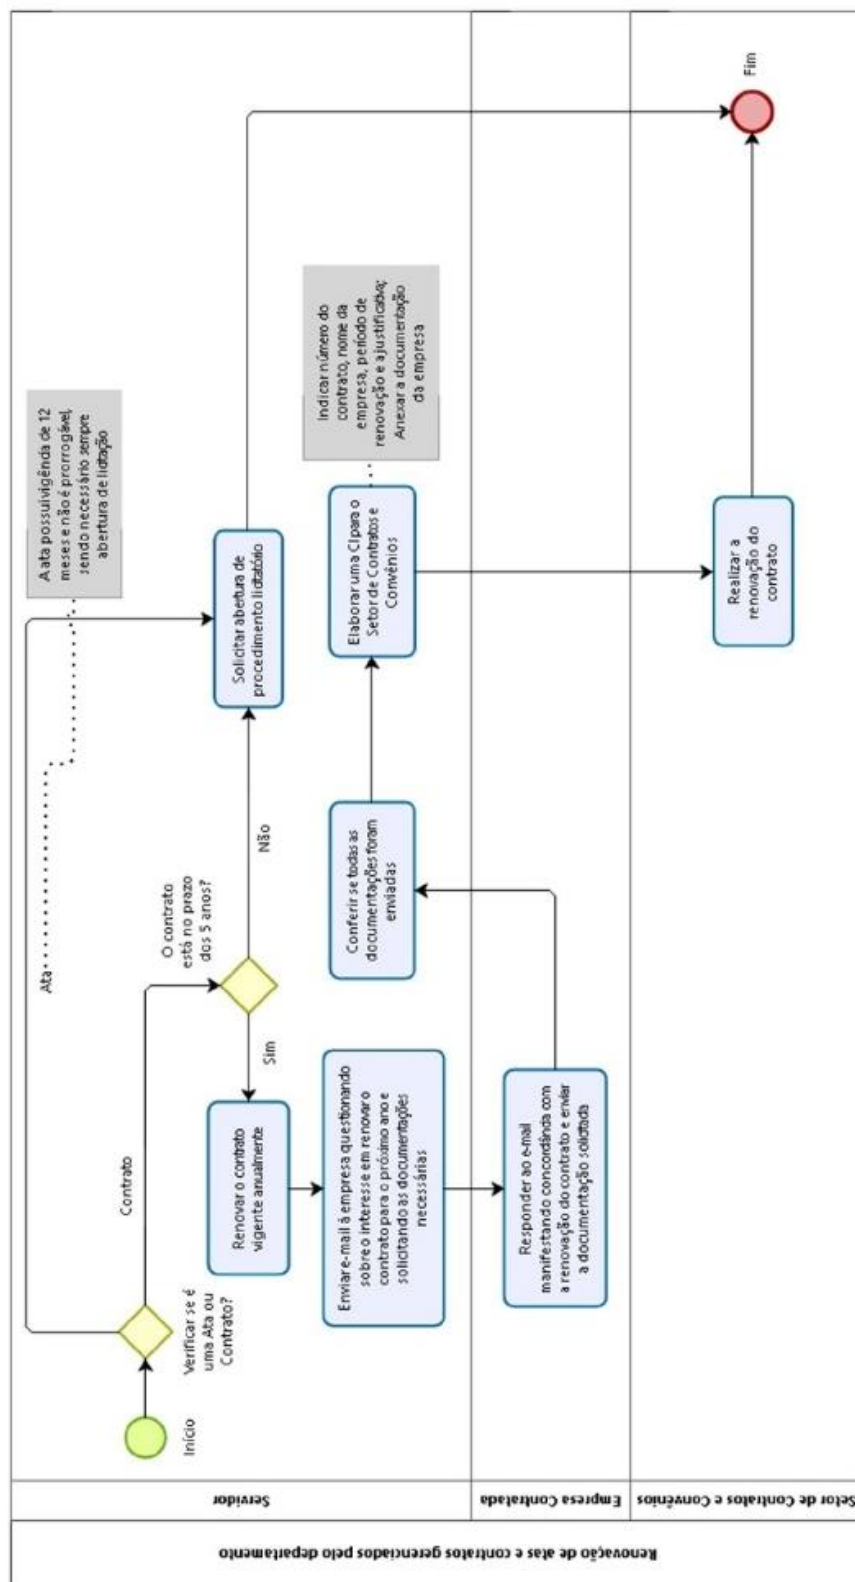 Renovação de atas e contratos gerenciados pelo departamento
Servidor
Início
Verificar se é
uma Ata ou
Contrato?
Contrato
Ata
A ata possui vigência de 12
meses e não é prorrogável,
sendo necessário sempre
abertura de licitação
O contrato
está no prazo
dos 5 anos?
Sim
Não
Renovar o contrato
vigente anualmente
Solicitar abertura de
procedimento licitatório
Enviar e-mail à empresa questionando
sobre o interesse em renovar o
contrato para o próximo ano e
solicitando as documentações
necessárias
Conferir se todas as
documentações foram
enviadas
Elaborar uma CI para o
Setor de Contratos e
Convênios
Indicar número do
contrato, nome da
empresa, período de
renovação e a justificativa;
Anexar a documentação
da empresa
Empresa Contratada
Responder ao e-mail
manifestando concordância com
a renovação do contrato e enviar
a documentação solicitada
Setor de Contratos e Convênios
Realizar a
renovação do
contrato
Fim